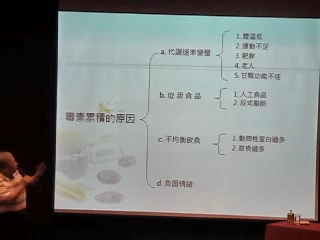 毒素累積的原因
a. 代謝速率變慢
1. 體溫低
2. 運動不足
3. 肥胖
4. 老人
5. 肝腎功能不佳
b. 垃圾食品
1. 人工食品
2. 反式脂肪
c. 不均衡飲食
1. 動物性蛋白過多
2. 甜食過多
d. 負面情緒